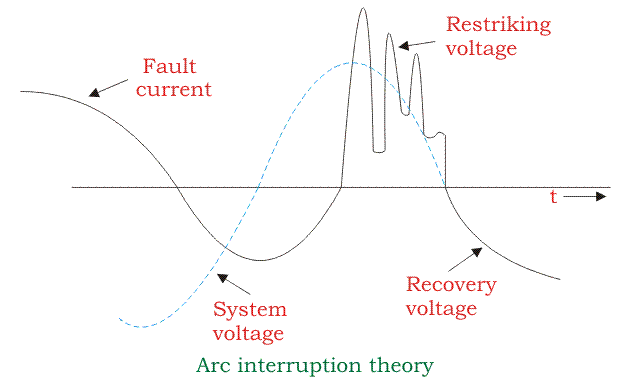 Restriking
voltage
Fault
current
t
Recovery
voltage
System
voltage
Arc interruption theory